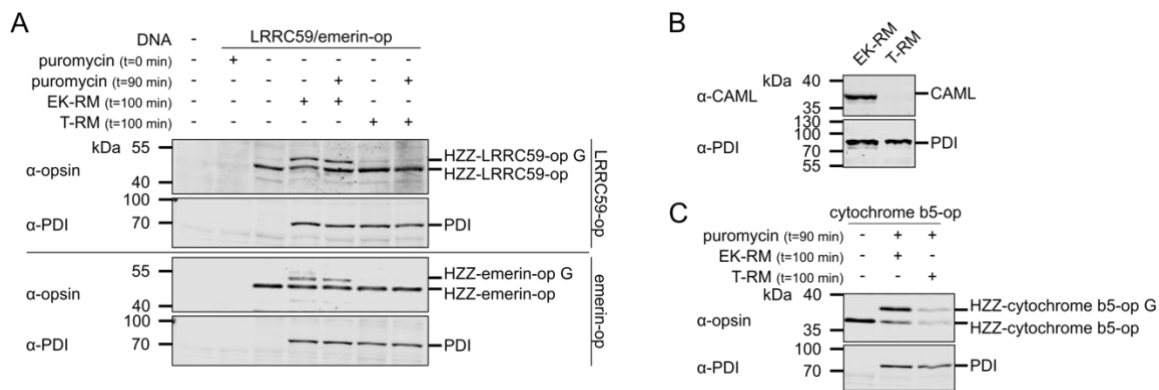 A
DNA - LRRC59/emerin-op
puromycin (t=0 min) - + - - - - -
puromycin (t=90 min) - - - - + - +
EK-RM (t=100 min) - - - + + - -
T-RM (t=100 min) - - - - - + +
kDa
55
40
α-opsin
HZZ-LRRC59-op G
HZZ-LRRC59-op
100
70
α-PDI
PDI
LRRC59-op
55
40
α-opsin
HZZ-emerin-op G
HZZ-emerin-op
100
70
α-PDI
PDI
emerin-op
B
EK-RM
T-RM
kDa
40
35
α-CAML
CAML
25
130
100
70
55
α-PDI
PDI
C
cytochrome b5-op
puromycin (t=90 min) - + +
EK-RM (t=100 min) - + -
T-RM (t=100 min) - - +
kDa
40
35
α-opsin
HZZ-cytochrome b5-op G
HZZ-cytochrome b5-op
100
70
α-PDI
PDI